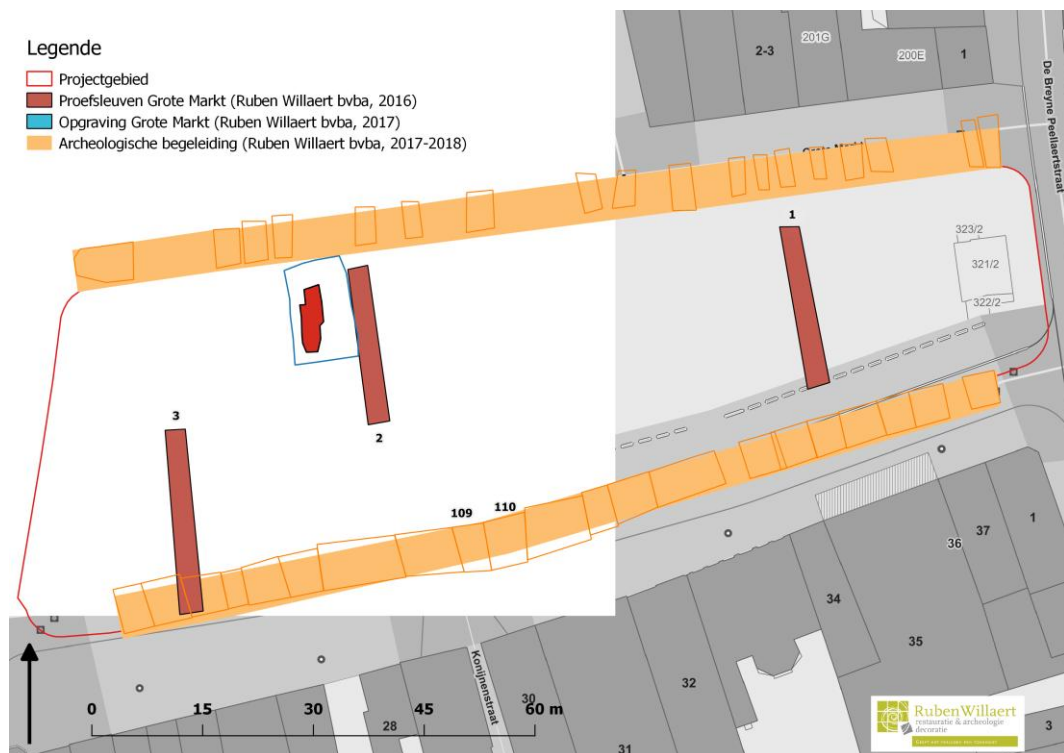 Legende
Projectgebied
Proefsleuven Grote Markt (Ruben Willaert bvba, 2016)
Opgraving Grote Markt (Ruben Willaert bvba, 2017)
Archeologische begeleiding (Ruben Willaert bvba, 2017-2018)
2-3
201G
200E
1
De Breyne Peellaertstraat
Grote Markt
1
323/2
321/2
322/2
2
3
109
110
36
37
1
34
35
32
30
31
28
Konijnenstraat
3
0
15
30
45
60 m
RubenWillaert
restauratie & archeologie
decoratie